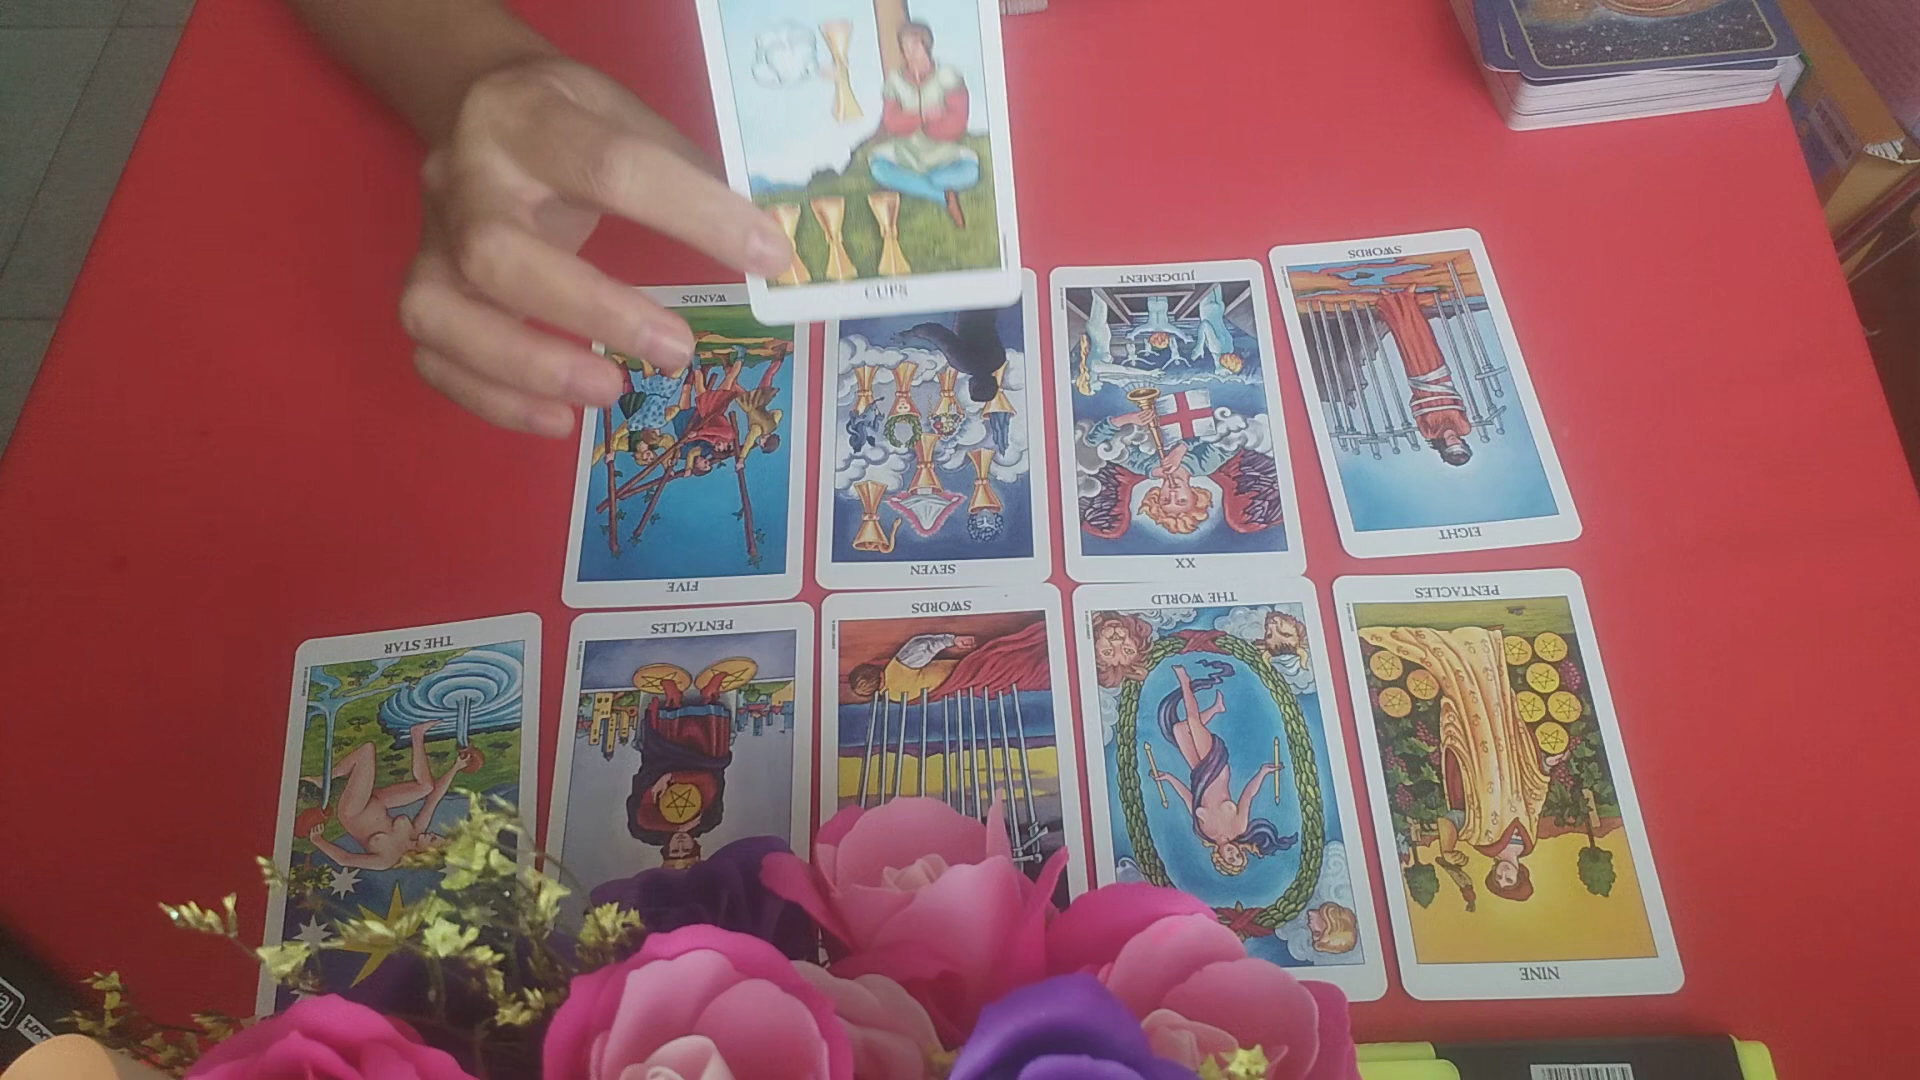 CUPS
WANDS
JUDGEMENT
SWORDS
FIVE
SEVEN
XX
EIGHT
THE STAR
PENTACLES
SWORDS
THE WORLD
PENTACLES
NINE